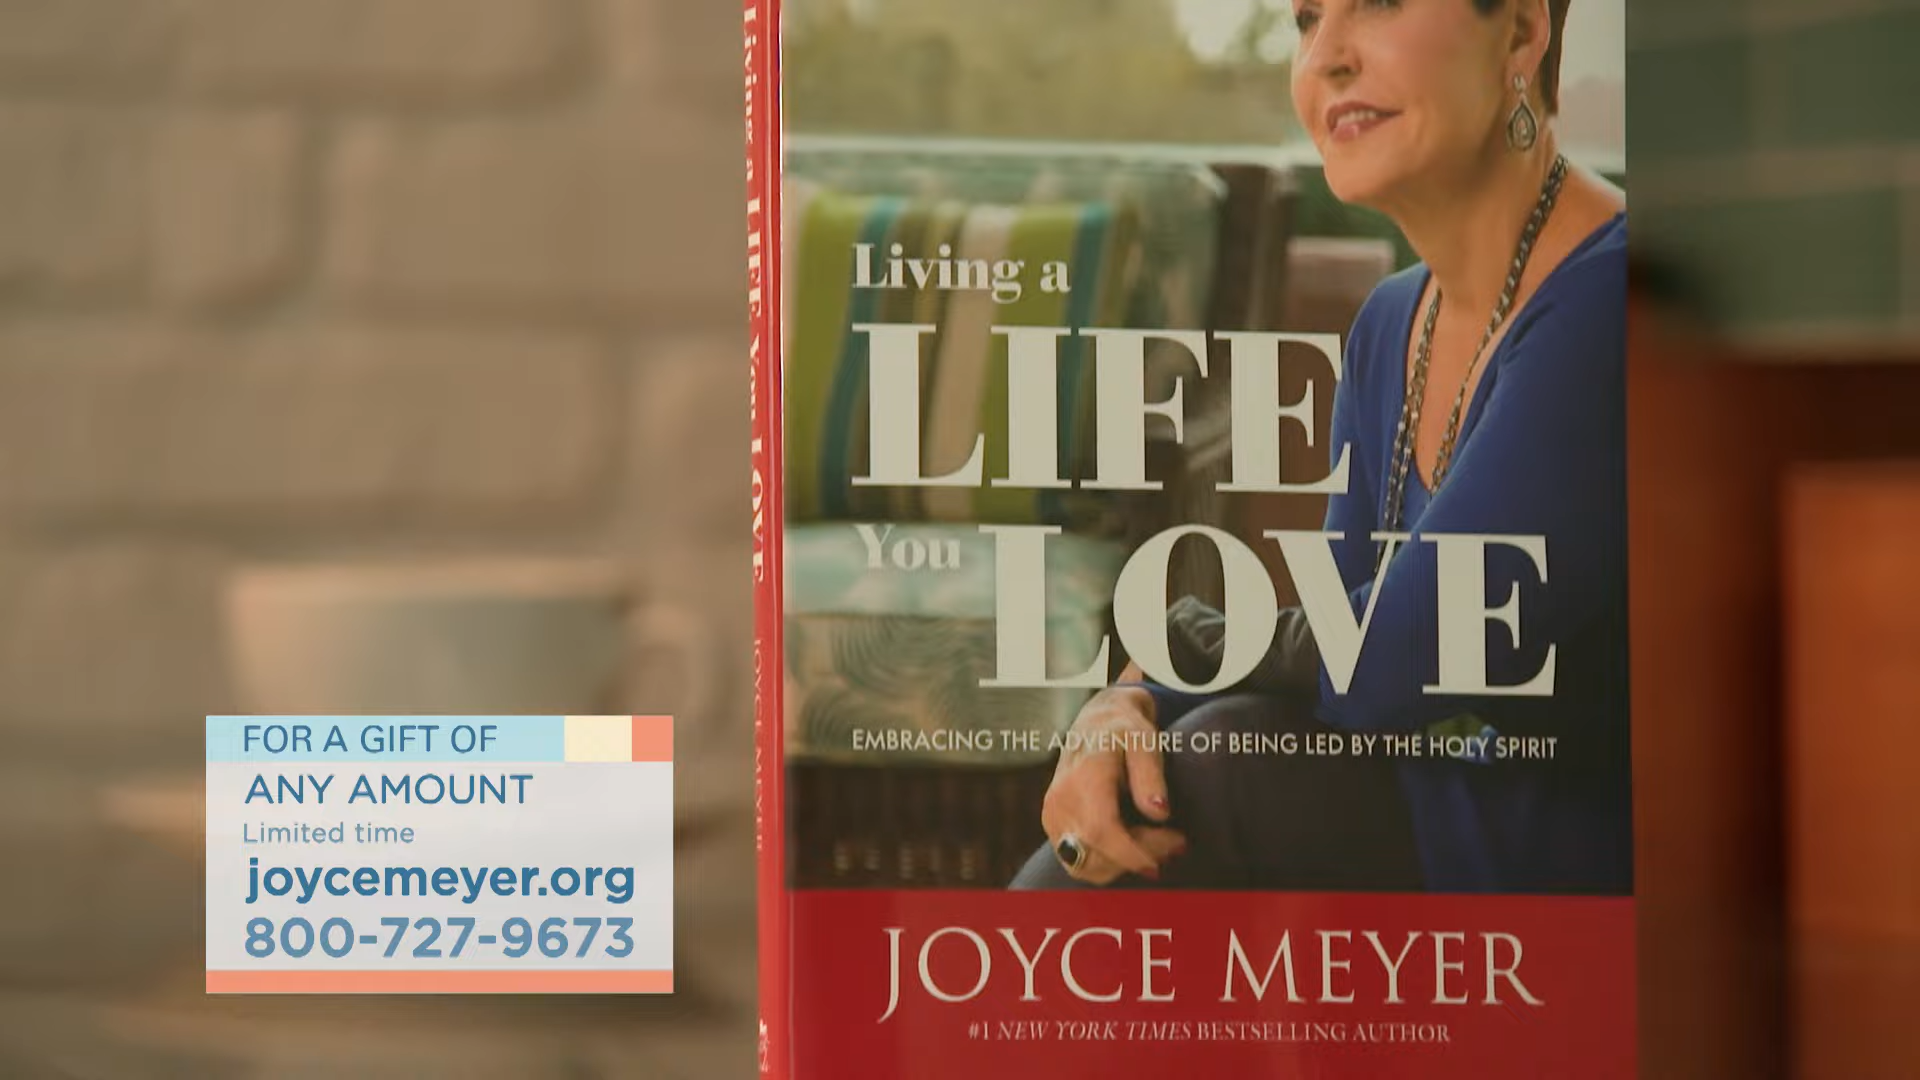 Living a LIFE You LOVE JOYCE MEYER
Living a
LIFE
You LOVE
EMBRACING THE ADVENTURE OF BEING LED BY THE HOLY SPIRIT
JOYCE MEYER
#1 NEW YORK TIMES BESTSELLING AUTHOR
FOR A GIFT OF
ANY AMOUNT
Limited time
joycemeyer.org
800-727-9673